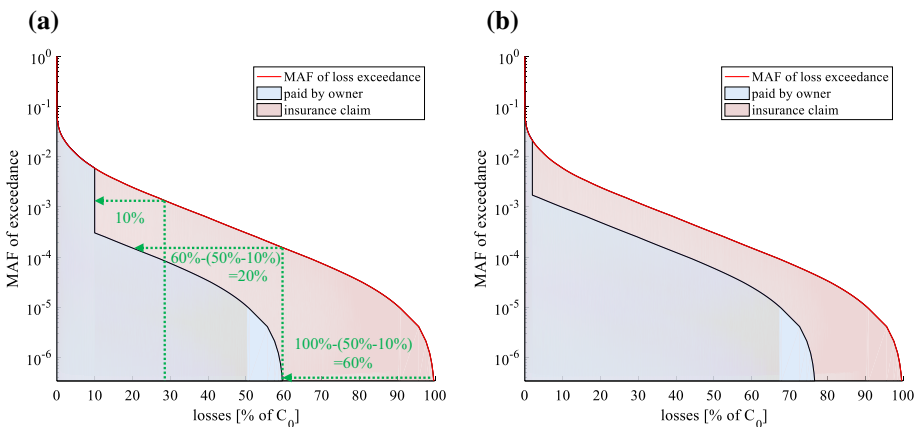 (a)
10^0
10^-1
10^-2
10^-3
10^-4
10^-5
10^-6
MAF of exceedance
MAF of loss exceedance
paid by owner
insurance claim
10%
60%-(50%-10%)
=20%
100%-(50%-10%)
=60%
0 10 20 30 40 50 60 70 80 90 100
losses [% of C_0]
(b)
10^0
10^-1
10^-2
10^-3
10^-4
10^-5
10^-6
MAF of exceedance
MAF of loss exceedance
paid by owner
insurance claim
0 10 20 30 40 50 60 70 80 90 100
losses [% of C_0]